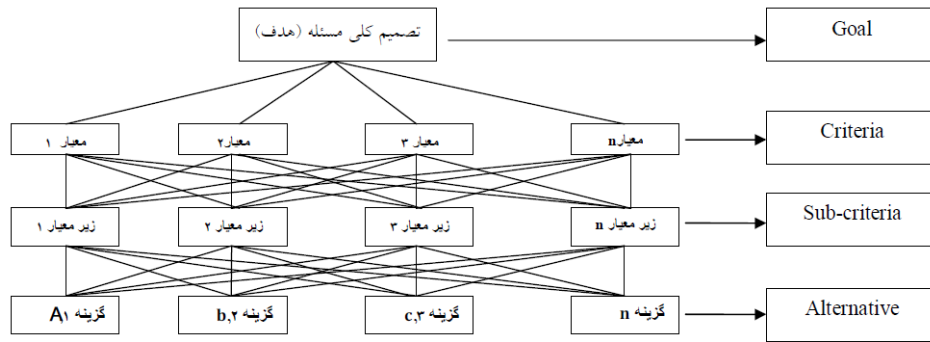 تصمیم کلی مسئله (هدف)
Goal
معیار ۱
معیار۲
معیار ۳
معیارn
Criteria
زیر معیار ۱
زیر معیار ۲
زیر معیار ۳
زیر معیار n
Sub-criteria
گزینه A۱
گزینه b,۲
گزینه c,۳
گزینه n
Alternative